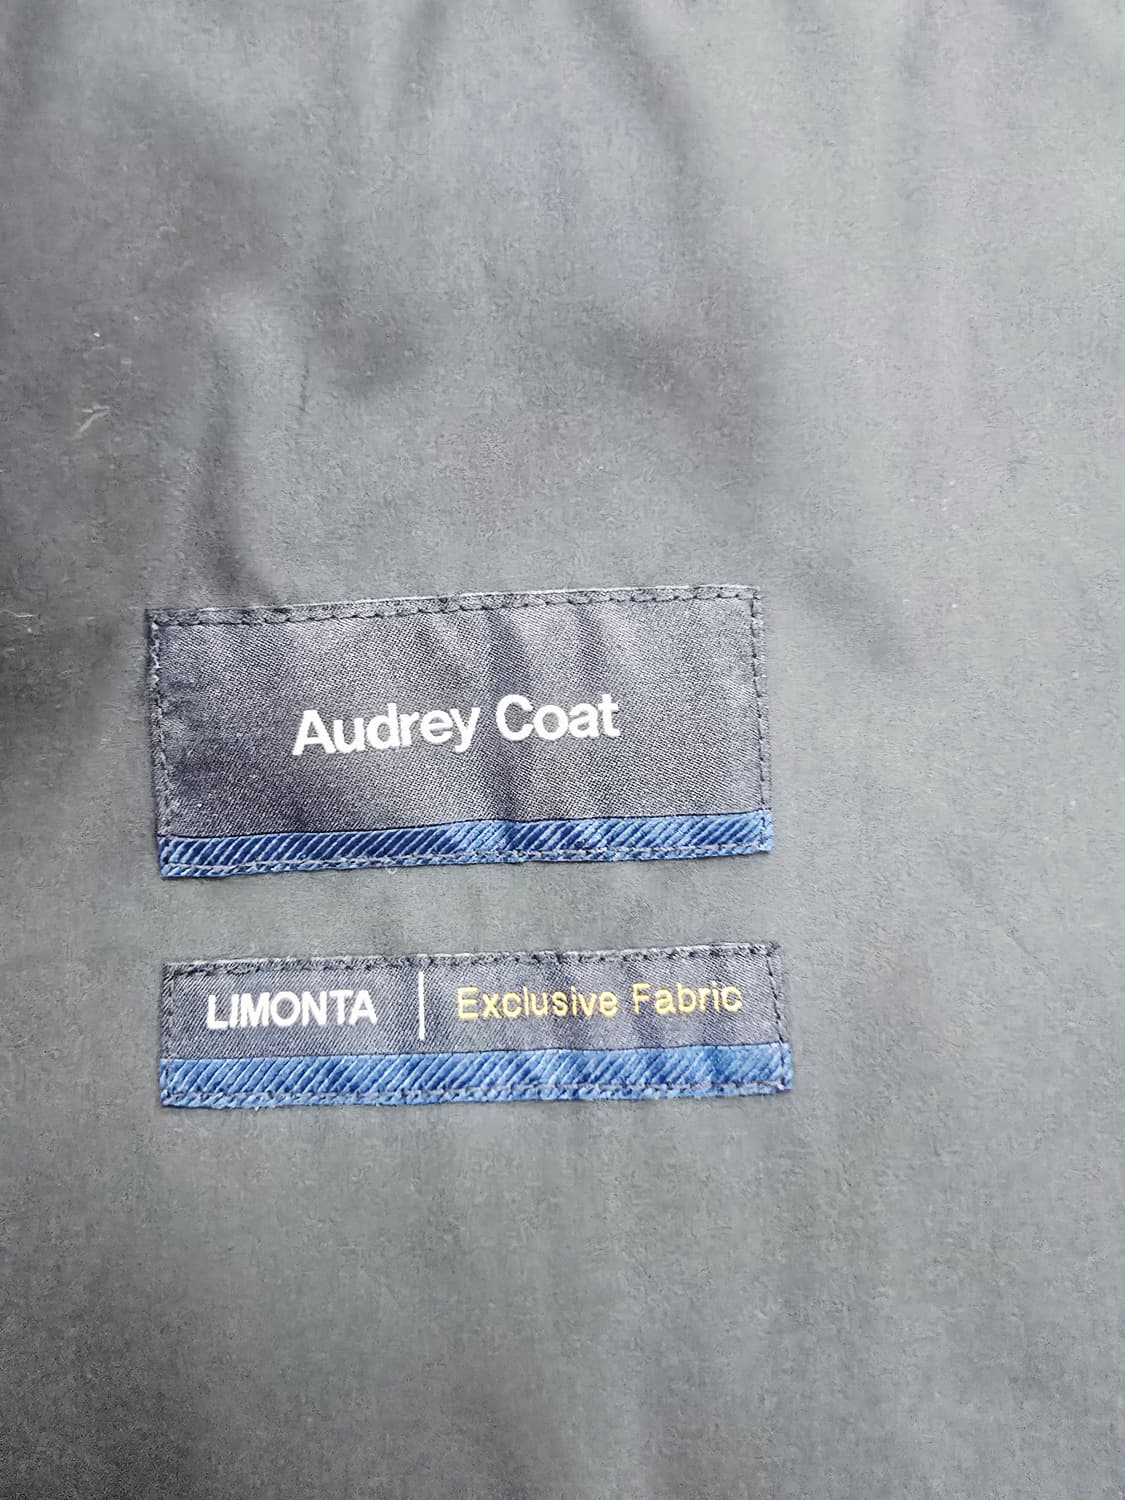 Audrey Coat
LIMONTA | Exclusive Fabric